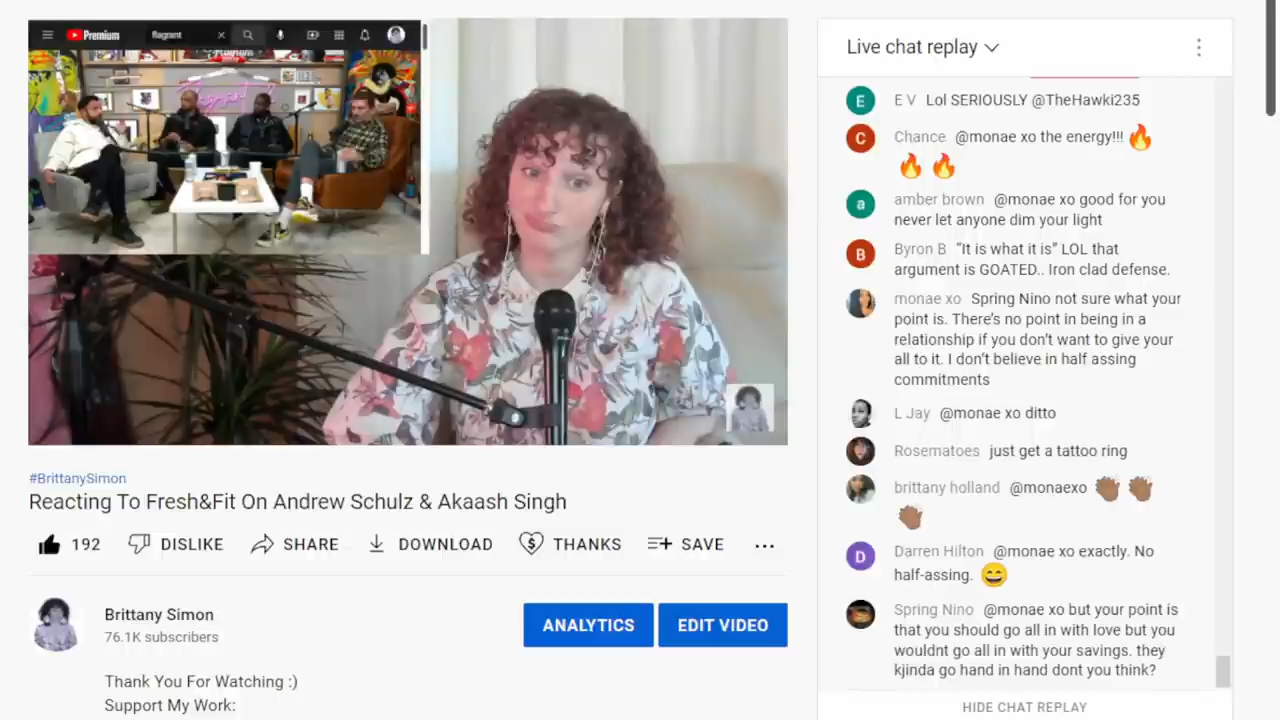 Premium
flagrant
Live chat replay
E V Lol SERIOUSLY @TheHawki235
Chance @monae xo the energy!!! 🔥
🔥 🔥
amber brown @monae xo good for you
never let anyone dim your light
Byron B “It is what it is” LOL that
argument is GOATED.. Iron clad defense.
monae xo Spring Nino not sure what your
point is. There’s no point in being in a
relationship if you don’t want to give your
all to it. I don’t believe in half assing
commitments
L Jay @monae xo ditto
Rosematoes just get a tattoo ring
brittany holland @monaexo 👏🏽 👏🏽
👏🏽
Darren Hilton @monae xo exactly. No
half-assing. 😄
Spring Nino @monae xo but your point is
that you should go all in with love but you
wouldnt go all in with your savings. they
kjinda go hand in hand dont you think?
HIDE CHAT REPLAY
E
C
a
B
D
#BrittanySimon
Reacting To Fresh&Fit On Andrew Schulz & Akaash Singh
192 DISLIKE SHARE DOWNLOAD THANKS SAVE
Brittany Simon
76.1K subscribers
ANALYTICS EDIT VIDEO
Thank You For Watching :)
Support My Work: